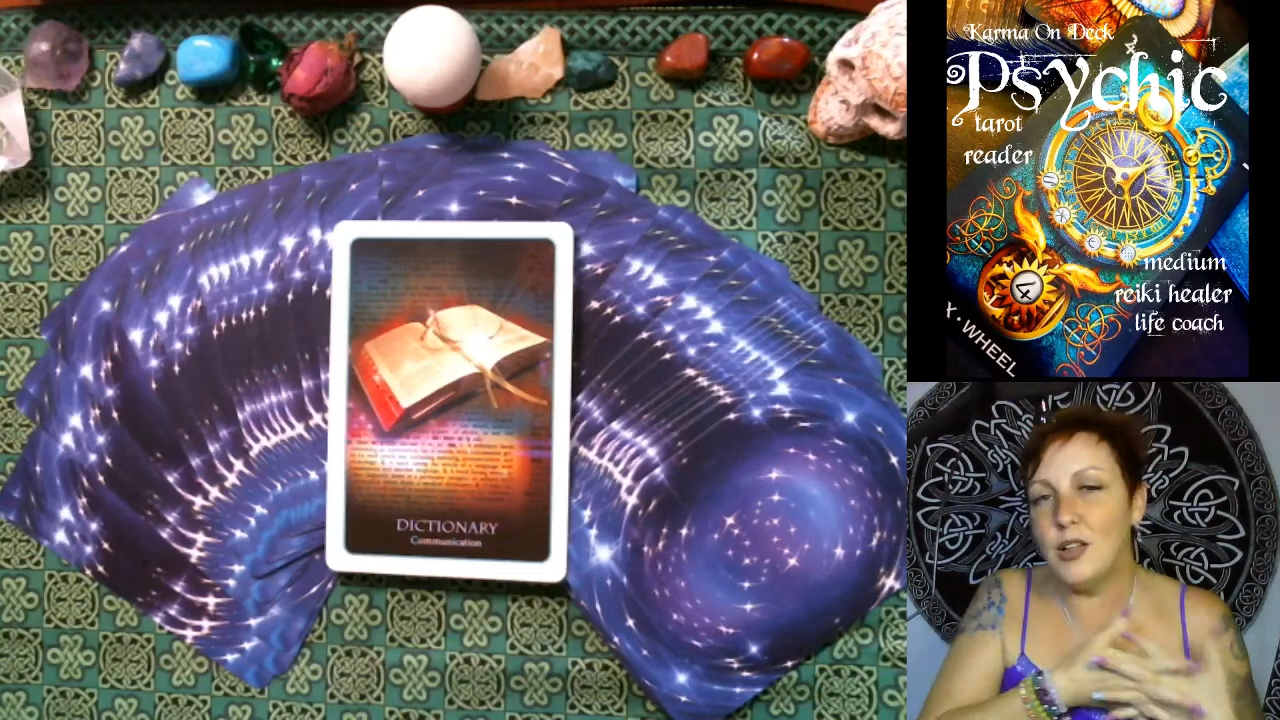 DICTIONARY
Communication
Karma On Deck
Psychic
tarot
reader
medium
reiki healer
life coach
X • WHEEL